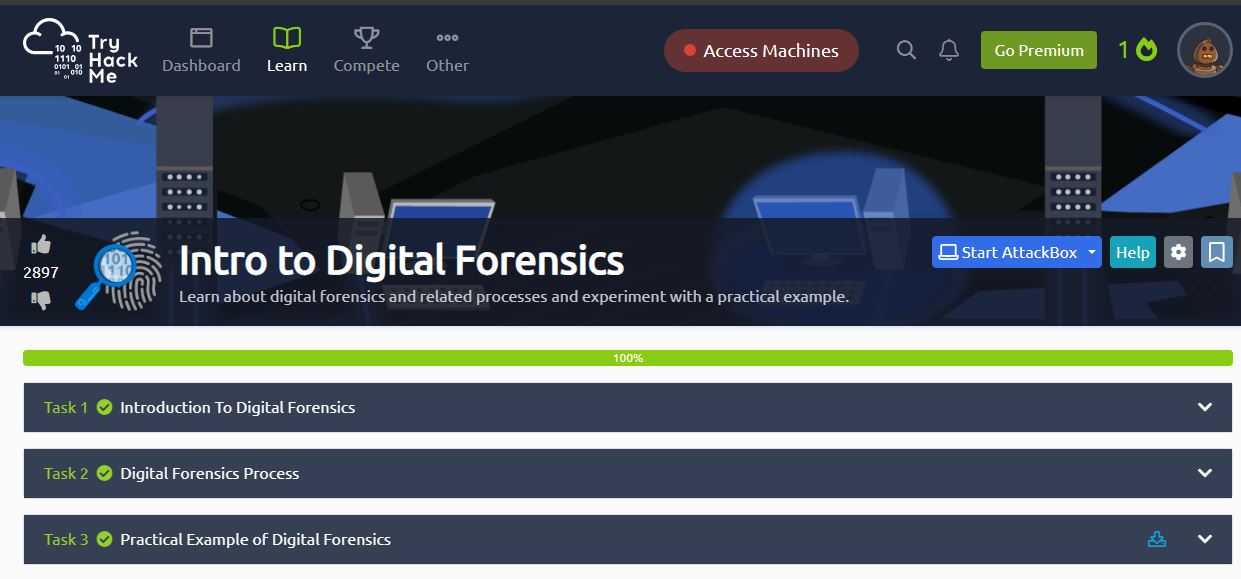 10 10
1110
0101 01
01 010
01
Try
Hack
Me
Dashboard
Learn
Compete
Other
Access Machines
Go Premium
1
2897
101
110
Intro to Digital Forensics
Learn about digital forensics and related processes and experiment with a practical example.
Start AttackBox
Help
100%
Task 1 Introduction To Digital Forensics
Task 2 Digital Forensics Process
Task 3 Practical Example of Digital Forensics